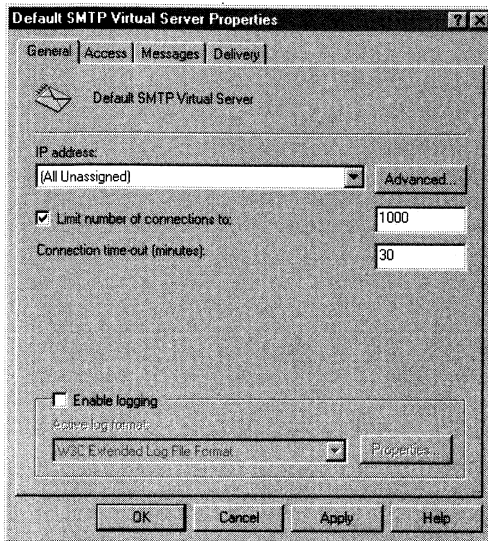 Default SMTP Virtual Server Properties
General Access Messages Delivery
Default SMTP Virtual Server
IP address:
(All Unassigned) Advanced...
Limit number of connections to: 1000
Connection time-out (minutes): 30
Enable logging
Active log format:
W3C Extended Log File Format Properties...
OK Cancel Apply Help